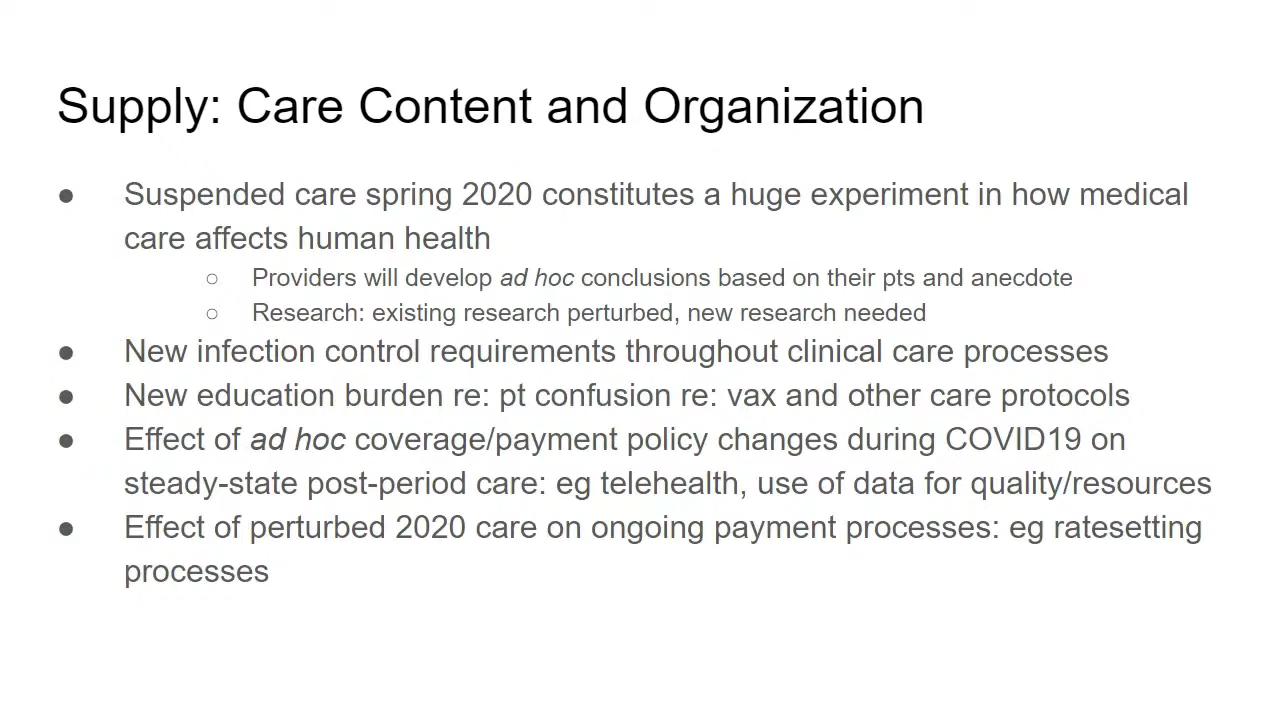 Supply: Care Content and Organization
● Suspended care spring 2020 constitutes a huge experiment in how medical
care affects human health
○ Providers will develop ad hoc conclusions based on their pts and anecdote
○ Research: existing research perturbed, new research needed
● New infection control requirements throughout clinical care processes
● New education burden re: pt confusion re: vax and other care protocols
● Effect of ad hoc coverage/payment policy changes during COVID19 on
steady-state post-period care: eg telehealth, use of data for quality/resources
● Effect of perturbed 2020 care on ongoing payment processes: eg ratesetting
processes